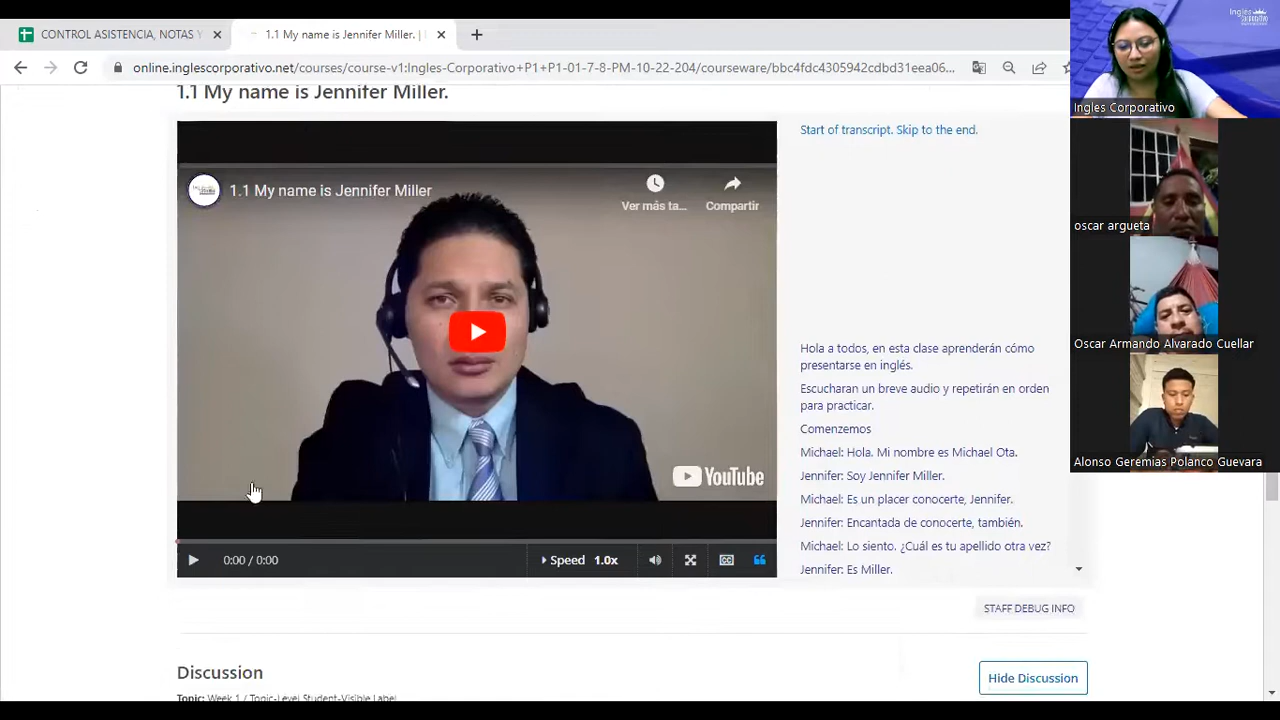 CONTROL ASISTENCIA, NOTAS Y
1.1 My name is Jennifer Miller. |
online.inglescorporativo.net/courses/course-v1:Ingles-Corporativo+P1+P1-01-7-8-PM-10-22-204/courseware/bbc4fdc4305942cdbd31eea06...
1.1 My name is Jennifer Miller.
1.1 My name is Jennifer Miller
Ver más ta...
Compartir
YouTube
0:00 / 0:00
Speed 1.0x
CC
Start of transcript. Skip to the end.
Hola a todos, en esta clase aprenderán cómo
presentarse en inglés.
Escucharan un breve audio y repetirán en orden
para practicar.
Comenzemos
Michael: Hola. Mi nombre es Michael Ota.
Jennifer: Soy Jennifer Miller.
Michael: Es un placer conocerte, Jennifer.
Jennifer: Encantada de conocerte, también.
Michael: Lo siento. ¿Cuál es tu apellido otra vez?
Jennifer: Es Miller.
STAFF DEBUG INFO
Discussion
Hide Discussion
Topic: Week 1 / Topic-Level Student-Visible Label
Ingles Corporativo
oscar argueta
Oscar Armando Alvarado Cuellar
Alonso Geremias Polanco Guevara